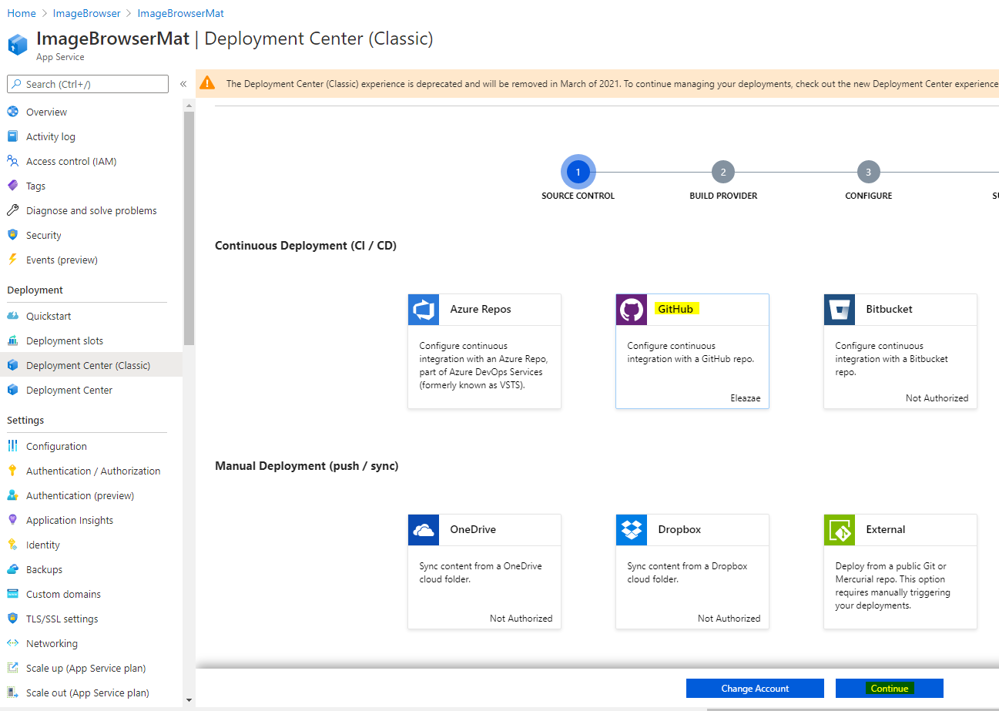 Home > ImageBrowser > ImageBrowserMat
ImageBrowserMat | Deployment Center (Classic)
App Service
Search (Ctrl+/)
«
Overview
Activity log
Access control (IAM)
Tags
Diagnose and solve problems
Security
Events (preview)
Deployment
Quickstart
Deployment slots
Deployment Center (Classic)
Deployment Center
Settings
Configuration
Authentication / Authorization
Authentication (preview)
Application Insights
Identity
Backups
Custom domains
TLS/SSL settings
Networking
Scale up (App Service plan)
Scale out (App Service plan)
The Deployment Center (Classic) experience is deprecated and will be removed in March of 2021. To continue managing your deployments, check out the new Deployment Center experience
1
2
3
SOURCE CONTROL
BUILD PROVIDER
CONFIGURE
Continuous Deployment (CI / CD)
Azure Repos
Configure continuous
integration with an Azure Repo,
part of Azure DevOps Services
(formerly known as VSTS).
GitHub
Configure continuous
integration with a GitHub repo.
Eleazae
Bitbucket
Configure continuous
integration with a Bitbucket
repo.
Not Authorized
Manual Deployment (push / sync)
OneDrive
Sync content from a OneDrive
cloud folder.
Not Authorized
Dropbox
Sync content from a Dropbox
cloud folder.
Not Authorized
External
Deploy from a public Git or
Mercurial repo. This option
requires manually triggering
your deployments.
Change Account
Continue